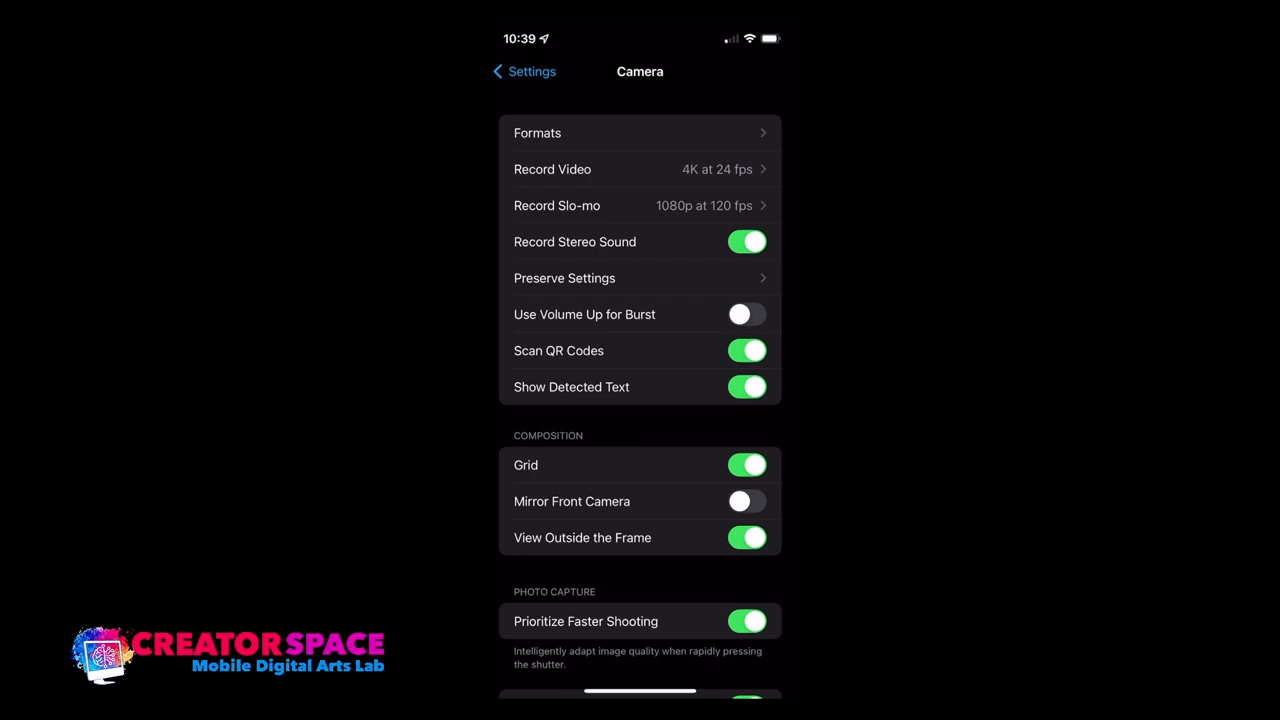 10:39
Settings
Camera
Formats
Record Video 4K at 24 fps
Record Slo-mo 1080p at 120 fps
Record Stereo Sound
Preserve Settings
Use Volume Up for Burst
Scan QR Codes
Show Detected Text
COMPOSITION
Grid
Mirror Front Camera
View Outside the Frame
PHOTO CAPTURE
Prioritize Faster Shooting
Intelligently adapt image quality when rapidly pressing
the shutter.
CREATORSPACE
Mobile Digital Arts Lab